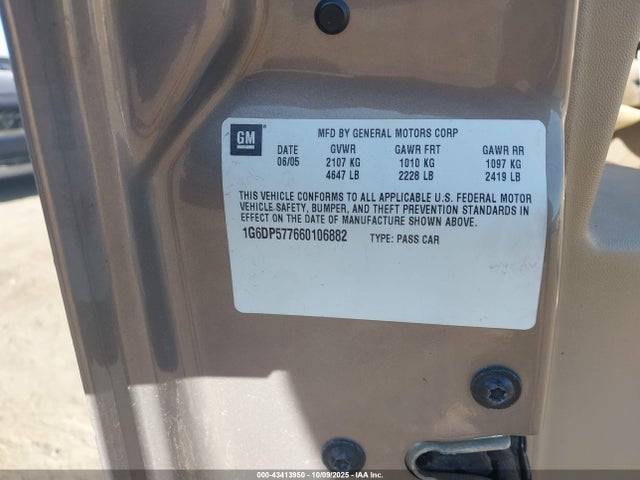 GM
MFD BY GENERAL MOTORS CORP
DATE GVWR GAWR FRT GAWR RR
06/05 2107 KG 1010 KG 1097 KG
4647 LB 2228 LB 2419 LB
THIS VEHICLE CONFORMS TO ALL APPLICABLE U.S. FEDERAL MOTOR
VEHICLE SAFETY, BUMPER, AND THEFT PREVENTION STANDARDS IN
EFFECT ON THE DATE OF MANUFACTURE SHOWN ABOVE.
1G6DP577660106882 TYPE: PASS CAR
000-43413950 10/09/2025 - IAAI.COM